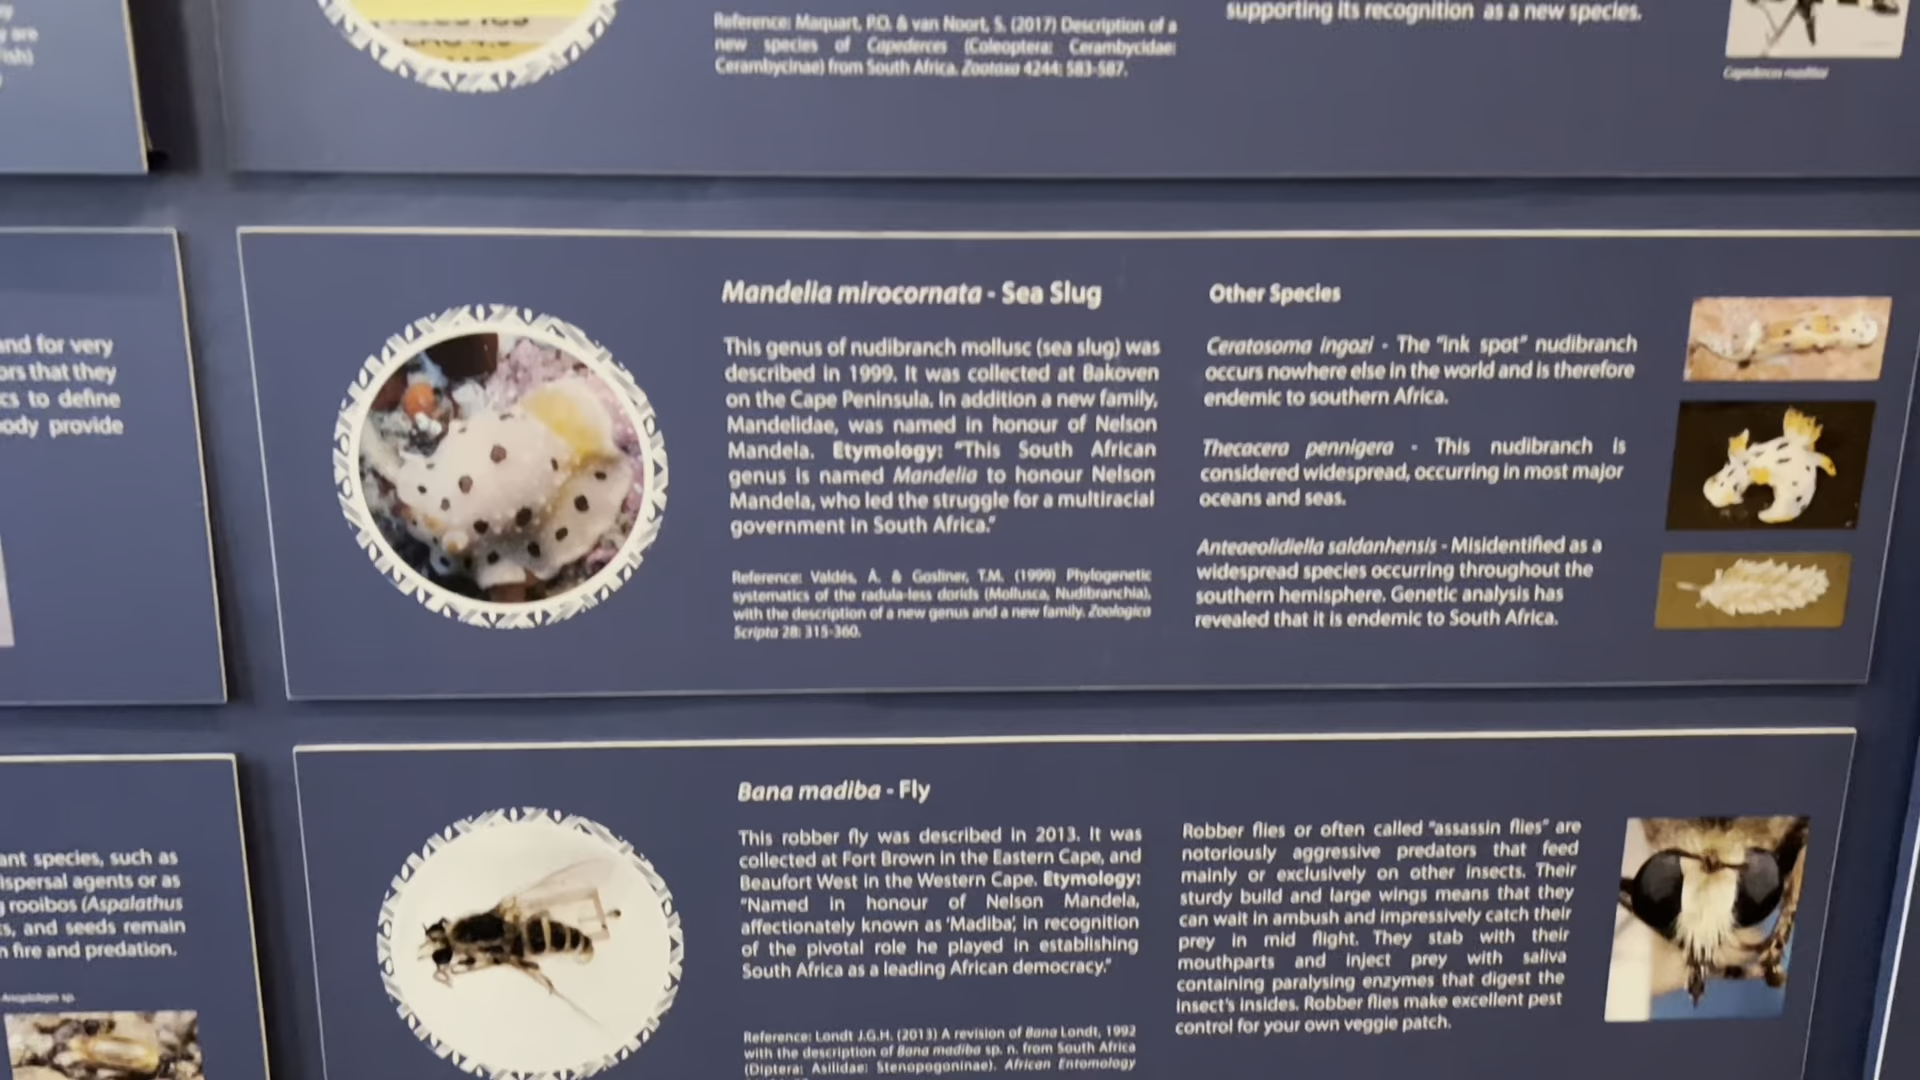 y are
fish)
Reference: Maquart, P.O. & van Noort, S. (2017) Description of a
new species of Capederces (Coleoptera: Cerambycidae:
Cerambycinae) from South Africa. Zootaxa 4244: 583-587.
supporting its recognition as a new species.
Capederces madibai
and for very
ors that they
cs to define
body provide
Mandelia mirocornata - Sea Slug
This genus of nudibranch mollusc (sea slug) was
described in 1999. It was collected at Bakoven
on the Cape Peninsula. In addition a new family,
Mandelidae, was named in honour of Nelson
Mandela. Etymology: "This South African
genus is named Mandelia to honour Nelson
Mandela, who led the struggle for a multiracial
government in South Africa."
Reference: Valdés, Á. & Gosliner, T.M. (1999) Phylogenetic
systematics of the radula-less dorids (Mollusca, Nudibranchia),
with the description of a new genus and a new family. Zoologica
Scripta 28: 315-360.
Other Species
Ceratosoma ingozi - The "ink spot" nudibranch
occurs nowhere else in the world and is therefore
endemic to southern Africa.
Thecacera pennigera - This nudibranch is
considered widespread, occurring in most major
oceans and seas.
Anteaeolidiella saldanhensis - Misidentified as a
widespread species occurring throughout the
southern hemisphere. Genetic analysis has
revealed that it is endemic to South Africa.
ant species, such as
ispersal agents or as
g rooibos (Aspalathus
s, and seeds remain
n fire and predation.
Anoplolepis sp.
Bana madiba - Fly
This robber fly was described in 2013. It was
collected at Fort Brown in the Eastern Cape, and
Beaufort West in the Western Cape. Etymology:
"Named in honour of Nelson Mandela,
affectionately known as 'Madiba', in recognition
of the pivotal role he played in establishing
South Africa as a leading African democracy."
Reference: Londt J.G.H. (2013) A revision of Bana Londt, 1992
with the description of Bana madiba sp. n. from South Africa
(Diptera: Asilidae: Stenopogoninae). African Entomology
Robber flies or often called "assassin flies" are
notoriously aggressive predators that feed
mainly or exclusively on other insects. Their
sturdy build and large wings means that they
can wait in ambush and impressively catch their
prey in mid flight. They stab with their
mouthparts and inject prey with saliva
containing paralysing enzymes that digest the
insect's insides. Robber flies make excellent pest
control for your own veggie patch.